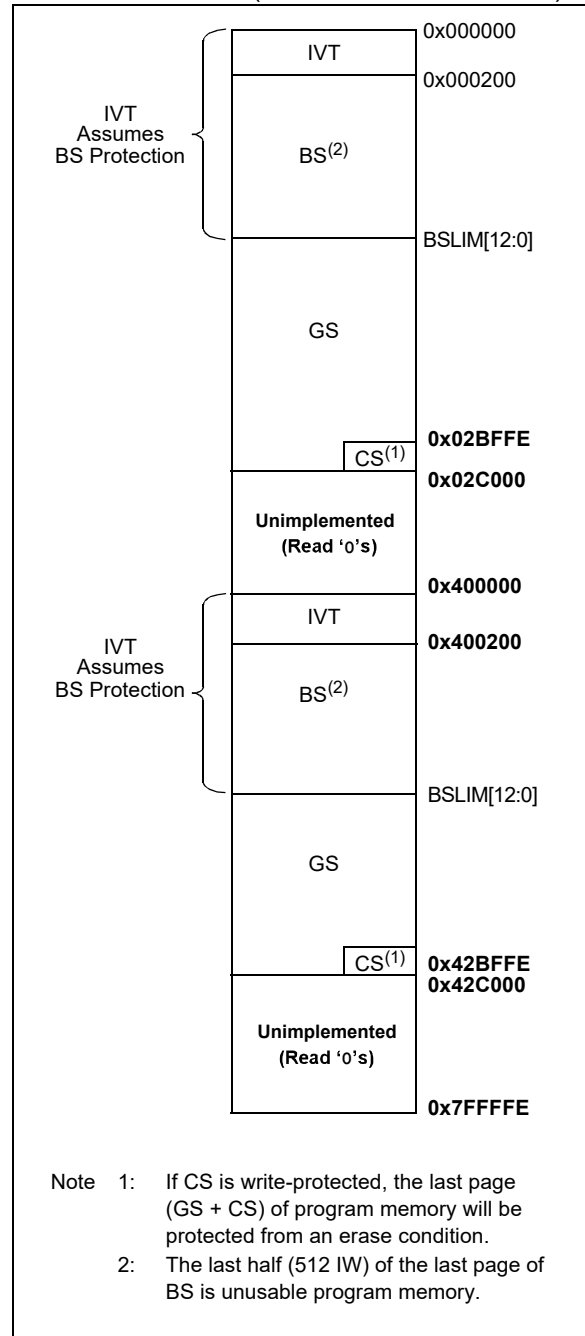 0x000000
IVT
0x000200
IVT
Assumes
BS Protection
BS(2)
BSLIM[12:0]
GS
0x02BFFE
CS(1)
0x02C000
Unimplemented
(Read ‘0’s)
0x400000
IVT
0x400200
IVT
Assumes
BS Protection
BS(2)
BSLIM[12:0]
GS
CS(1) 0x42BFFE
0x42C000
Unimplemented
(Read ‘0’s)
0x7FFFFE
Note 1: If CS is write-protected, the last page
(GS + CS) of program memory will be
protected from an erase condition.
2: The last half (512 IW) of the last page of
BS is unusable program memory.